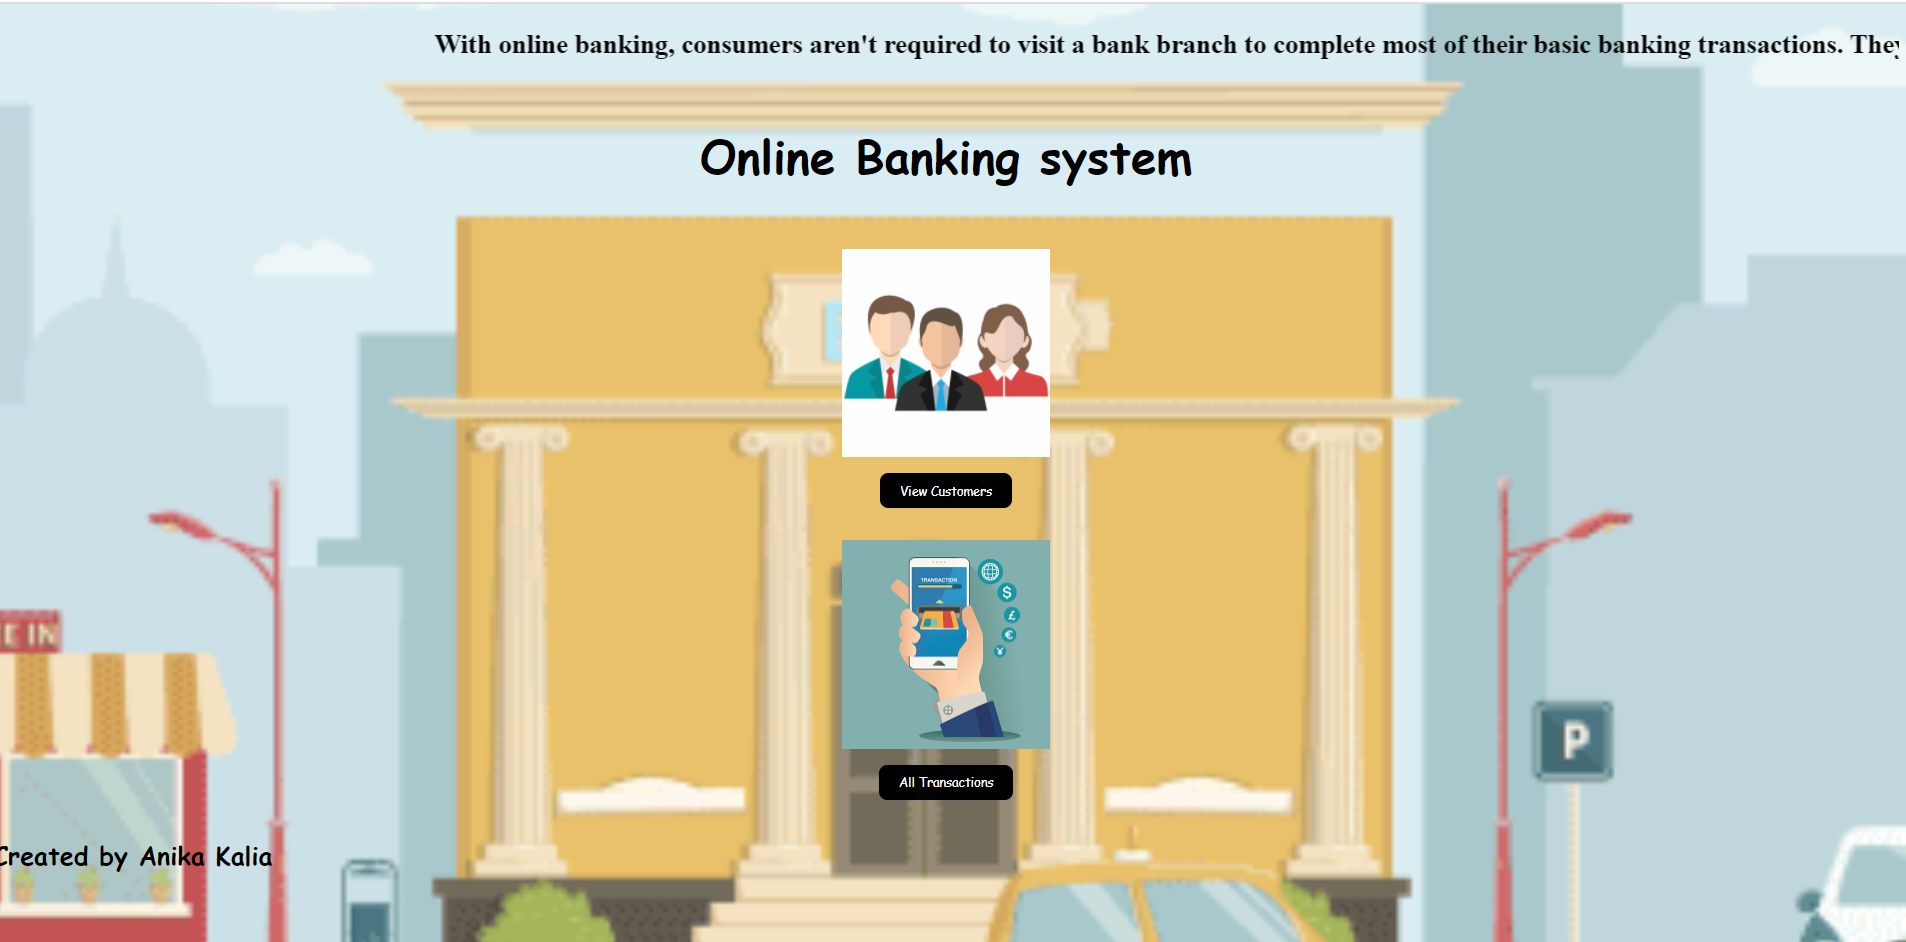 With online banking, consumers aren't required to visit a bank branch to complete most of their basic banking transactions. They
Online Banking system
View Customers
TRANSACTION
$
£
€
¥
All Transactions
E IN
P
Created by Anika Kalia